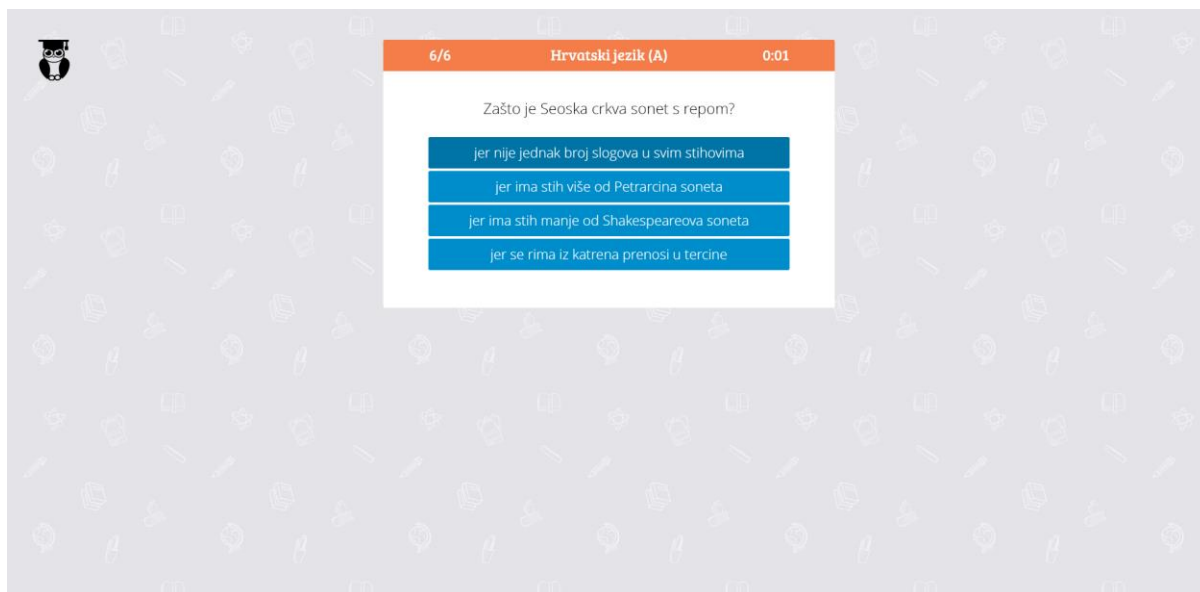 6/6 Hrvatski jezik (A) 0:01
Zašto je Seoska crkva sonet s repom?
jer nije jednak broj slogova u svim stihovima
jer ima stih više od Petrarcina soneta
jer ima stih manje od Shakespeareova soneta
jer se rima iz katrena prenosi u tercine